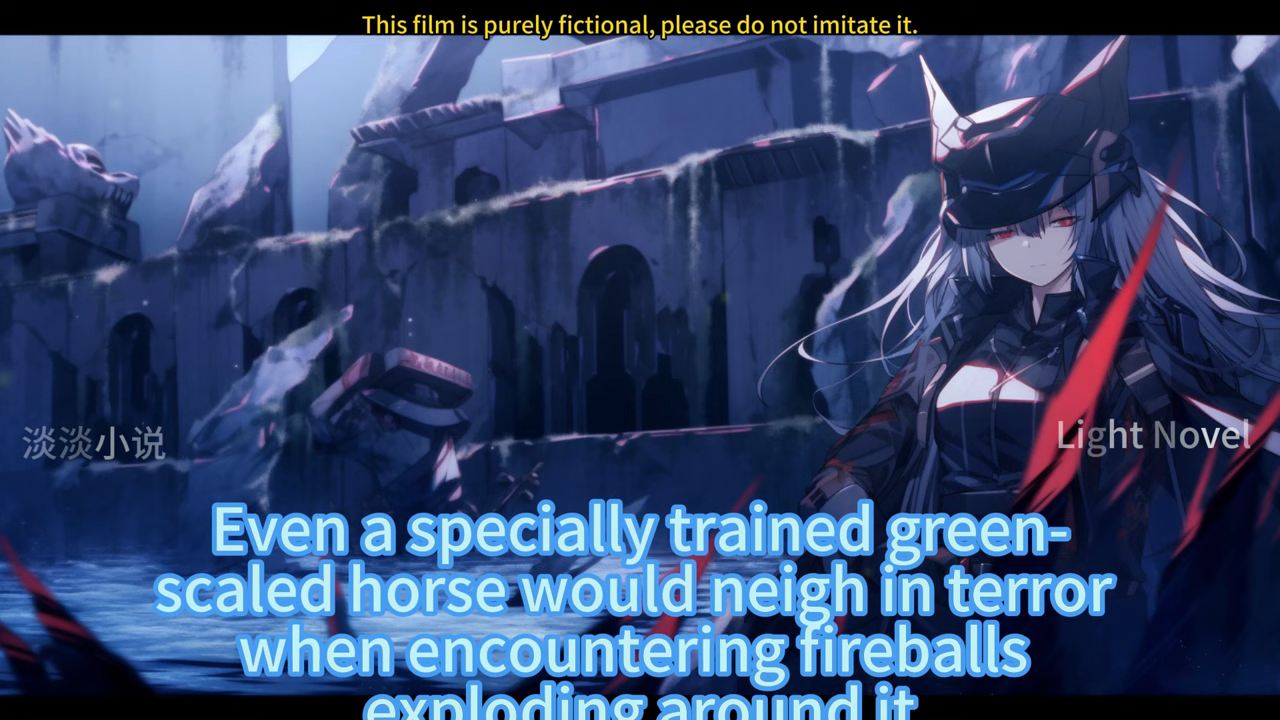 This film is purely fictional, please do not imitate it.
淡淡小说
Light Novel
Even a specially trained green-
scaled horse would neigh in terror
when encountering fireballs
exploding around it